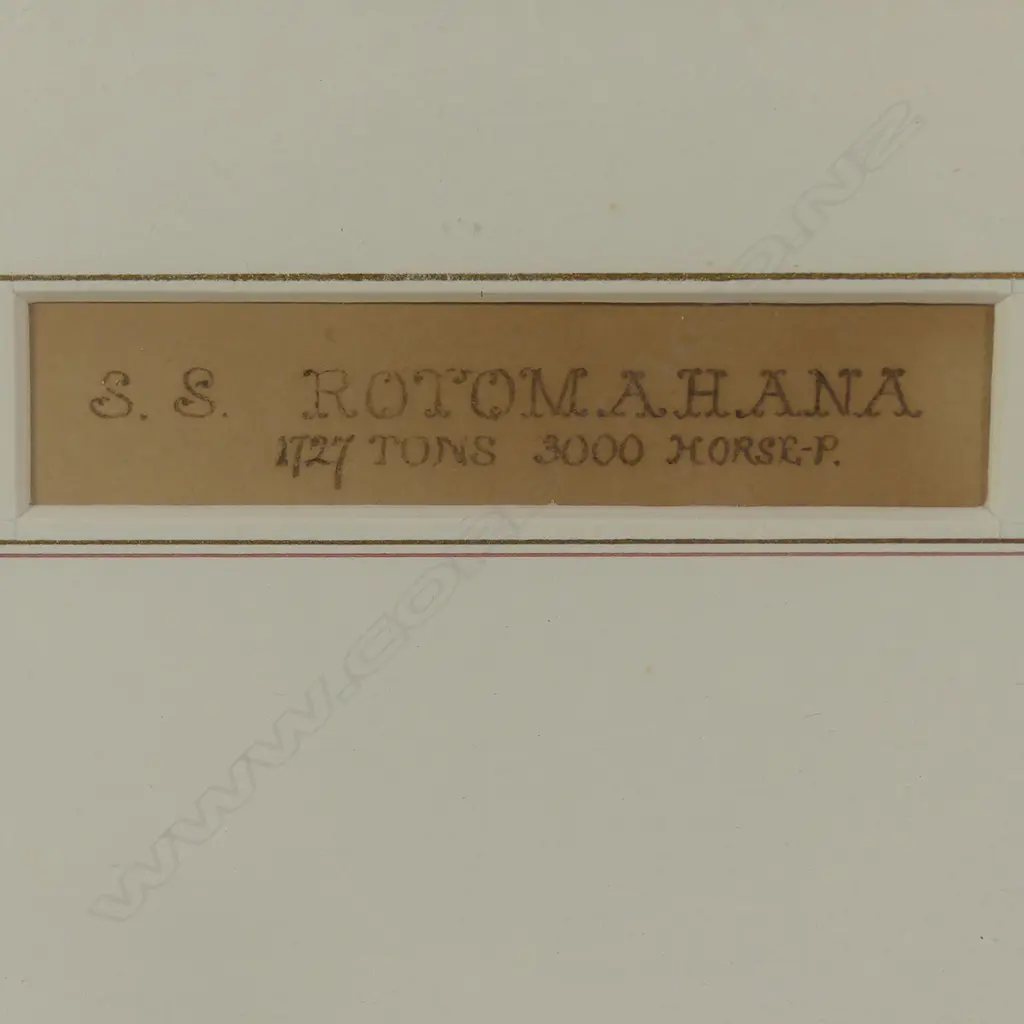 S. S. ROTOMAHANA
1727 TONS 3000 HORSE-P.